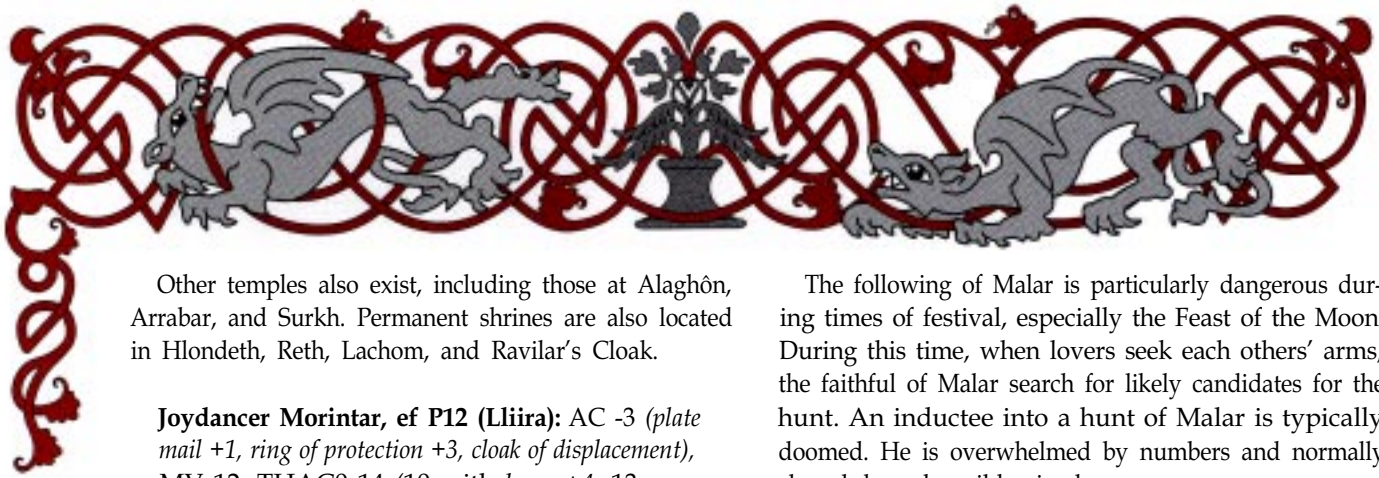 Other temples also exist, including those at Alaghôn,
Arrabar, and Surkh. Permanent shrines are also located
in Hlondeth, Reth, Lachom, and Ravilar's Cloak.
Joydancer Morintar, ef P12 (Lliira): AC -3 (plate
mail +1, ring of protection +3, cloak of displacement),
The following of Malar is particularly dangerous dur-
ing times of festival, especially the Feast of the Moon.
During this time, when lovers seek each others' arms,
the faithful of Malar search for likely candidates for the
hunt. An inductee into a hunt of Malar is typically
doomed. He is overwhelmed by numbers and normally